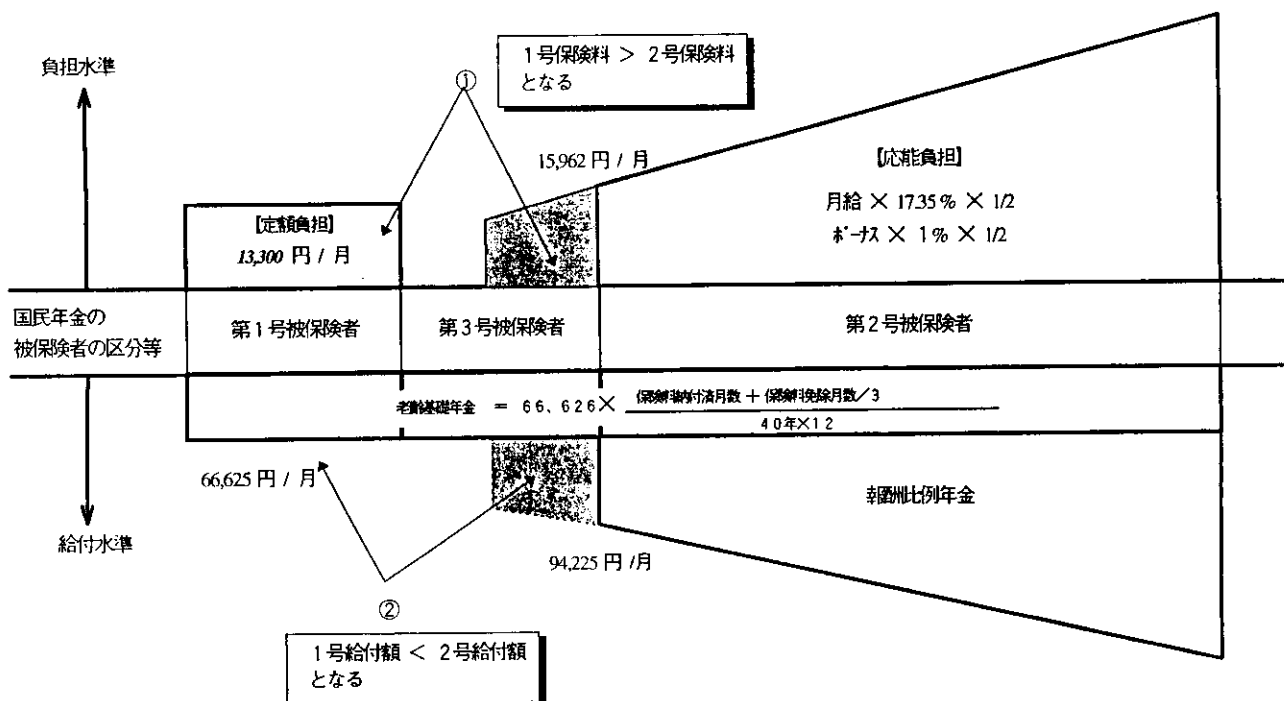 1号保険料 > 2号保険料
となる
負担水準
①
15,962 円 / 月
【応能負担】
月給 × 17.35 % × 1/2
ボーナス × 1 % × 1/2
【定額負担】
13,300 円 / 月
国民年金の
被保険者の区分等
第1号被保険者
第3号被保険者
第2号被保険者
老齢基礎年金 = 66,626× 保険料納付済月数 + 保険料免除月数/3
40年×12
66,625 円 / 月
報酬比例年金
給付水準
94,225 円 /月
②
1号給付額 < 2号給付額
となる